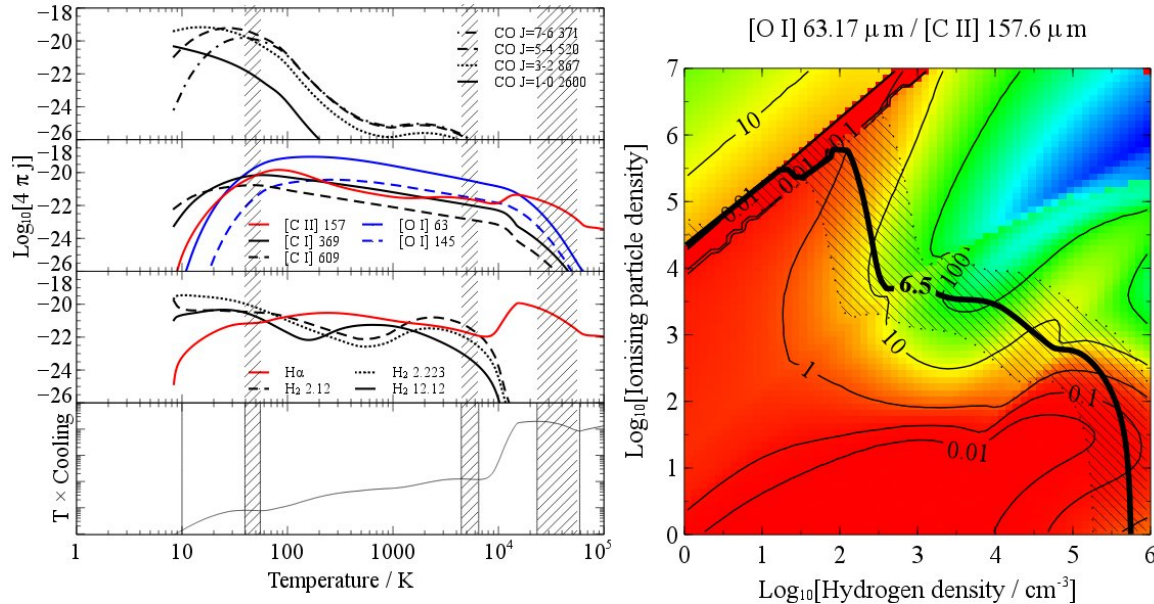 −18
−20
−22
−24
−26
CO J=7-6 371
CO J=5-4 520
CO J=3-2 867
CO J=1-0 2600
Log₁₀[4 π j]
−18
−20
−22
−24
−26
[C II] 157
[C I] 369
[C I] 609
[O I] 63
[O I] 145
−20
−22
−24
−26
Hα
H₂ 2.12
H₂ 2.223
H₂ 12.12
T × Cooling
1 10 100 1000 10⁴ 10⁵
Temperature / K
[O I] 63.17 μm / [C II] 157.6 μm
Log₁₀[Ionising particle density]
7
6
5
4
3
2
1
0
10
0.1
0.01
0.01
100
6.5
10
1
0.1
0.01
0 1 2 3 4 5 6
Log₁₀[Hydrogen density / cm⁻³]